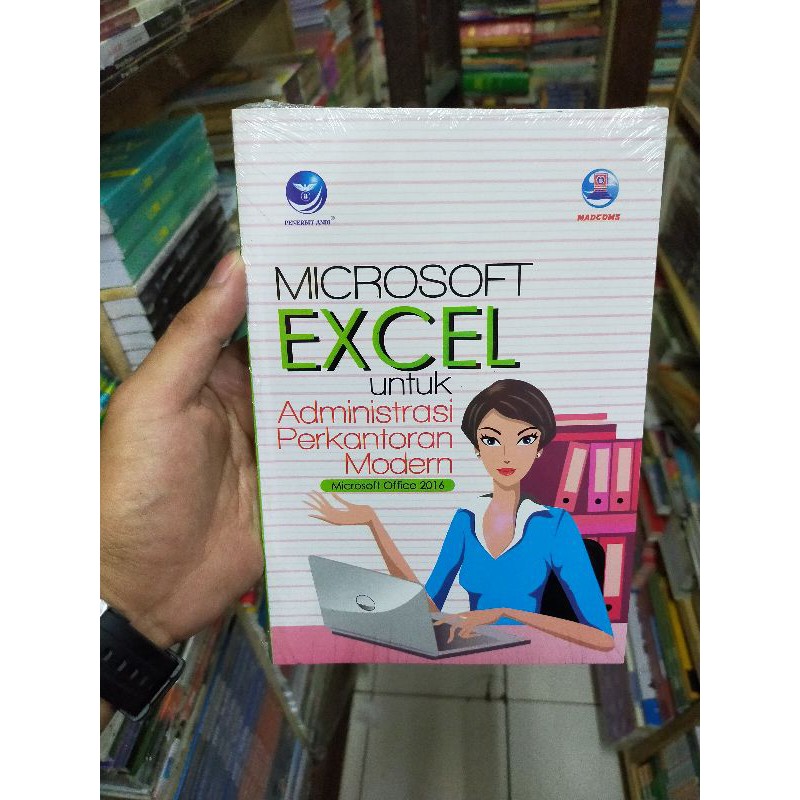 PENERBIT ANDI®
MADCOMS
MICROSOFT
EXCEL
untuk
Administrasi
Perkantoran
Modern
Microsoft Office 2016